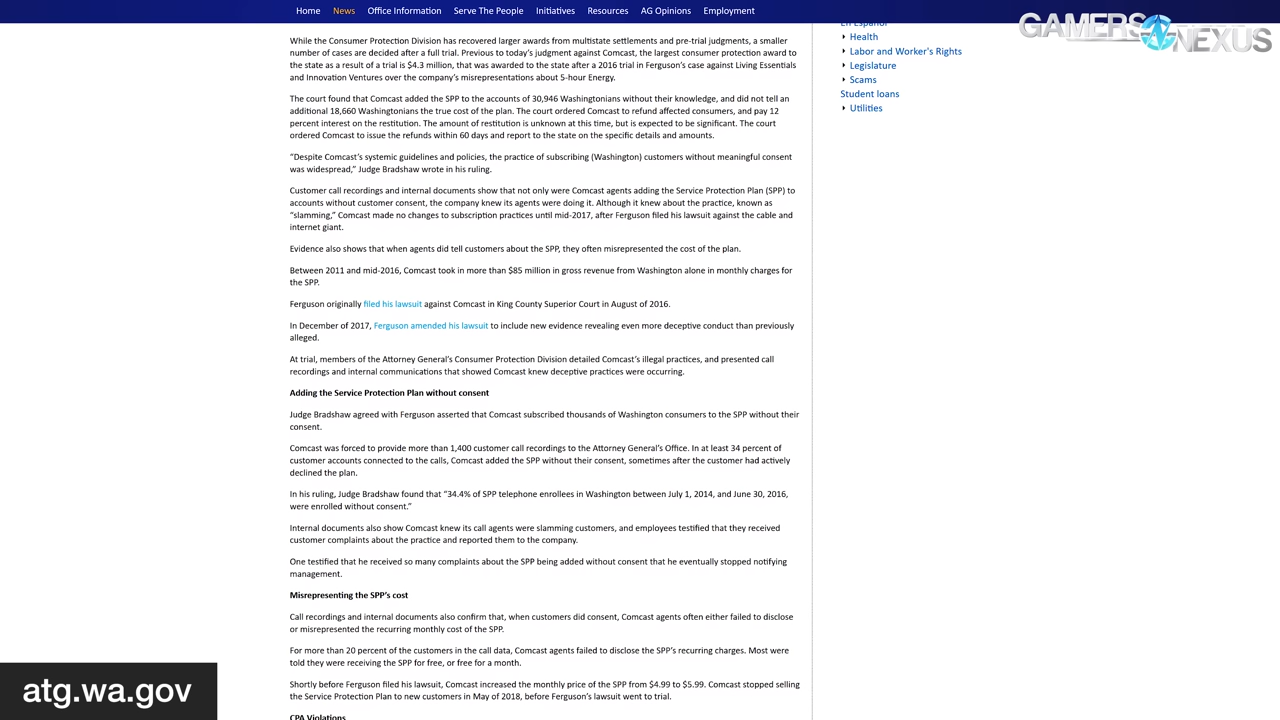 Home News Office Information Serve The People Initiatives Resources AG Opinions Employment
GAMERS NEXUS
While the Consumer Protection Division has recovered larger awards from multistate settlements and pre-trial judgments, a smaller
number of cases are decided after a full trial. Previous to today's judgment against Comcast, the largest consumer protection award to
the state as a result of a trial is $4.3 million, that was awarded to the state after a 2016 trial in Ferguson's case against Living Essentials
and Innovation Ventures over the company's misrepresentations about 5-hour Energy.
The court found that Comcast added the SPP to the accounts of 30,946 Washingtonians without their knowledge, and did not tell an
additional 18,660 Washingtonians the true cost of the plan. The court ordered Comcast to refund affected consumers, and pay 12
percent interest on the restitution. The amount of restitution is unknown at this time, but is expected to be significant. The court
ordered Comcast to issue the refunds within 60 days and report to the state on the specific details and amounts.
“Despite Comcast's systemic guidelines and policies, the practice of subscribing (Washington) customers without meaningful consent
was widespread,” Judge Bradshaw wrote in his ruling.
Customer call recordings and internal documents show that not only were Comcast agents adding the Service Protection Plan (SPP) to
accounts without customer consent, the company knew its agents were doing it. Although it knew about the practice, known as
“slamming,” Comcast made no changes to subscription practices until mid-2017, after Ferguson filed his lawsuit against the cable and
internet giant.
Evidence also shows that when agents did tell customers about the SPP, they often misrepresented the cost of the plan.
Between 2011 and mid-2016, Comcast took in more than $85 million in gross revenue from Washington alone in monthly charges for
the SPP.
Ferguson originally filed his lawsuit against Comcast in King County Superior Court in August of 2016.
In December of 2017, Ferguson amended his lawsuit to include new evidence revealing even more deceptive conduct than previously
alleged.
At trial, members of the Attorney General's Consumer Protection Division detailed Comcast's illegal practices, and presented call
recordings and internal communications that showed Comcast knew deceptive practices were occurring.
Adding the Service Protection Plan without consent
Judge Bradshaw agreed with Ferguson asserted that Comcast subscribed thousands of Washington consumers to the SPP without their
consent.
Comcast was forced to provide more than 1,400 customer call recordings to the Attorney General's Office. In at least 34 percent of
customer accounts connected to the calls, Comcast added the SPP without their consent, sometimes after the customer had actively
declined the plan.
In his ruling, Judge Bradshaw found that “34.4% of SPP telephone enrollees in Washington between July 1, 2014, and June 30, 2016,
were enrolled without consent.”
Internal documents also show Comcast knew its call agents were slamming customers, and employees testified that they received
customer complaints about the practice and reported them to the company.
One testified that he received so many complaints about the SPP being added without consent that he eventually stopped notifying
management.
Misrepresenting the SPP's cost
Call recordings and internal documents also confirm that, when customers did consent, Comcast agents often either failed to disclose
or misrepresented the recurring monthly cost of the SPP.
For more than 20 percent of the customers in the call data, Comcast agents failed to disclose the SPP's recurring charges. Most were
told they were receiving the SPP for free, or free for a month.
Shortly before Ferguson filed his lawsuit, Comcast increased the monthly price of the SPP from $4.99 to $5.99. Comcast stopped selling
the Service Protection Plan to new customers in May of 2018, before Ferguson's lawsuit went to trial.
CPA Violations
En Español
Health
Labor and Worker's Rights
Legislature
Scams
Student loans
Utilities
atg.wa.gov